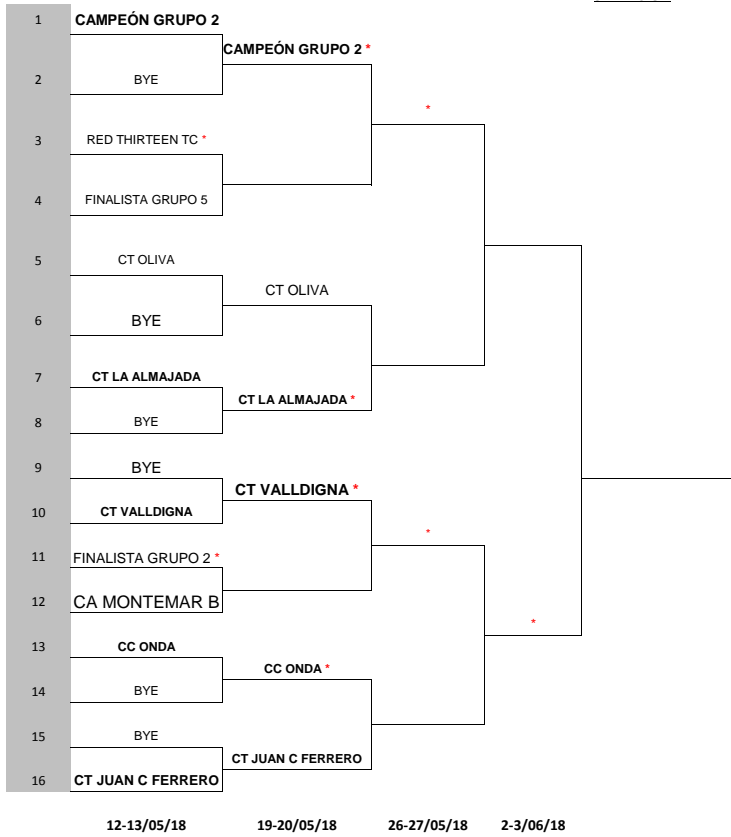 1 CAMPEÓN GRUPO 2
CAMPEÓN GRUPO 2 *
2 BYE
*
3 RED THIRTEEN TC *
4 FINALISTA GRUPO 5
5 CT OLIVA
CT OLIVA
6 BYE
7 CT LA ALMAJADA
CT LA ALMAJADA *
8 BYE
9 BYE
CT VALLDIGNA *
10 CT VALLDIGNA
*
11 FINALISTA GRUPO 2 *
12 CA MONTEMAR B
*
13 CC ONDA
CC ONDA *
14 BYE
15 BYE
CT JUAN C FERRERO
16 CT JUAN C FERRERO
12-13/05/18 19-20/05/18 26-27/05/18 2-3/06/18